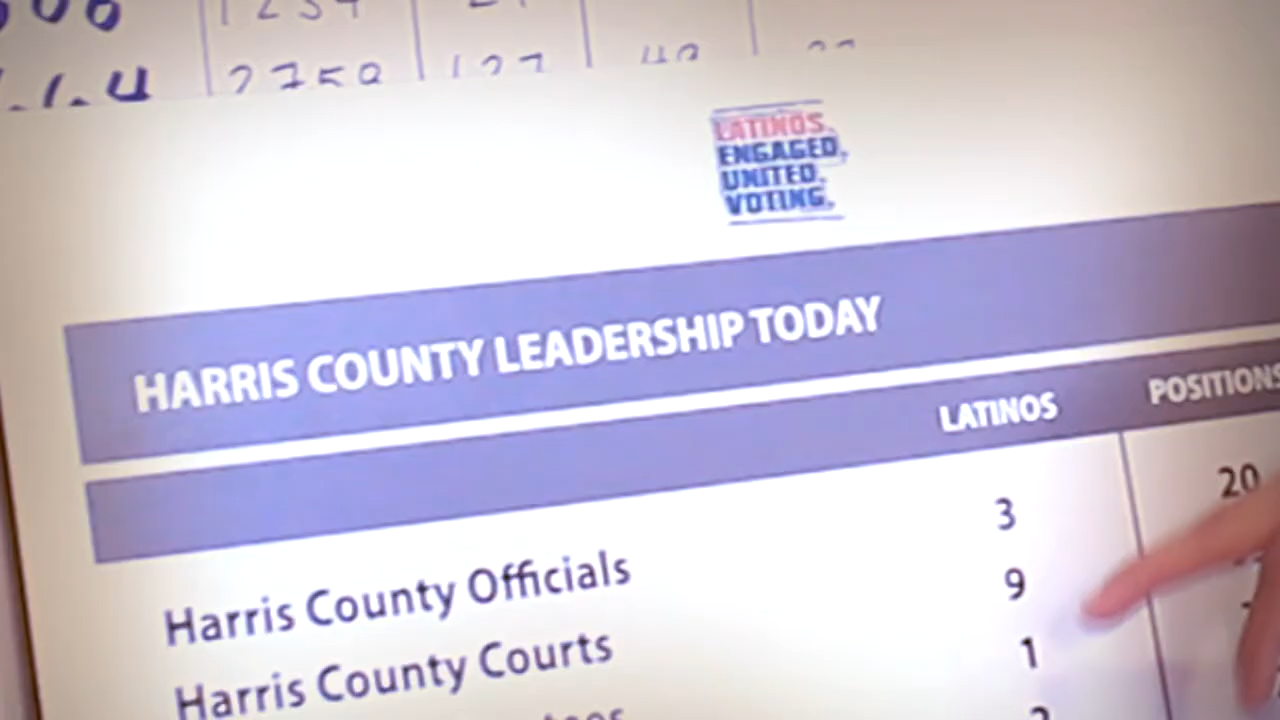 LATINOS.
ENGAGED.
UNITED.
VOTING.
HARRIS COUNTY LEADERSHIP TODAY
LATINOS POSITIONS
Harris County Officials 3 20
Harris County Courts 9
1